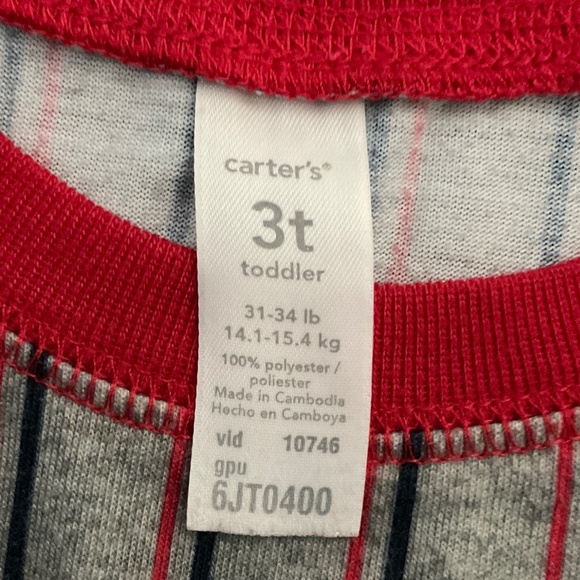 carter's®
3t
toddler
31-34 lb
14.1-15.4 kg
100% polyester /
poliester
Made in Cambodia
Hecho en Camboya
vid 10746
gpu
6JT0400